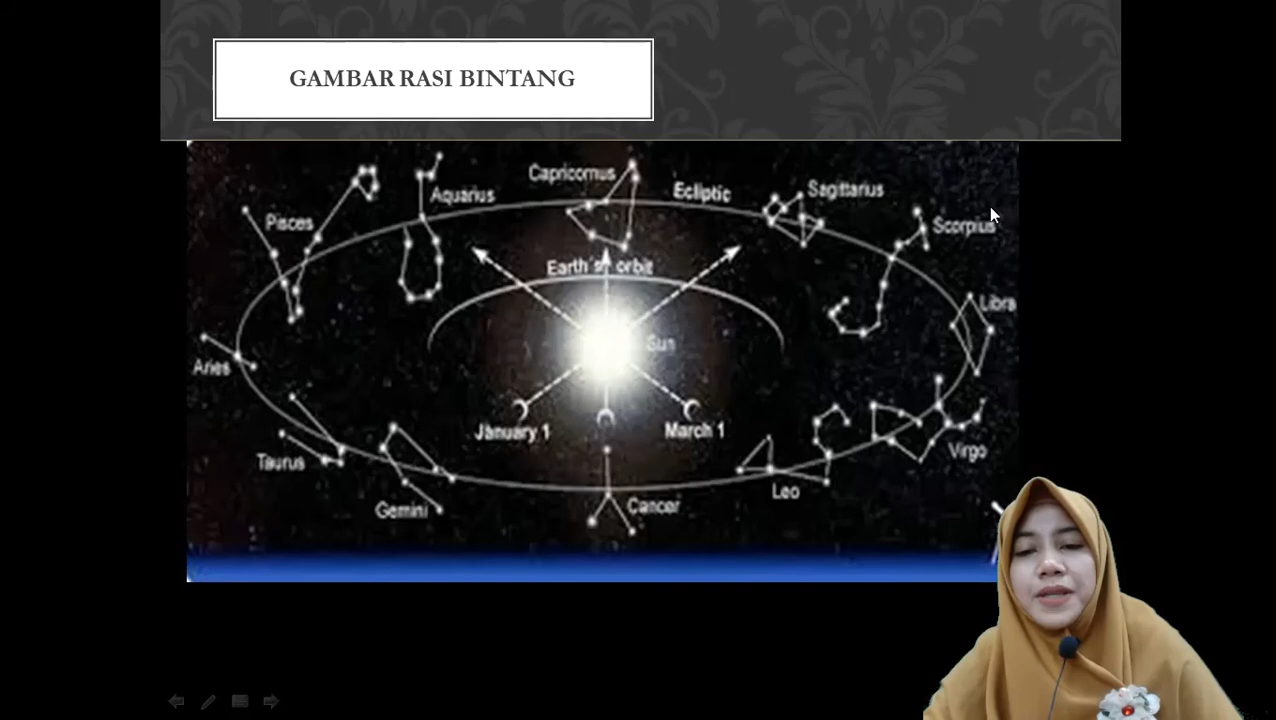 GAMBAR RASI BINTANG
Capricornus
Ecliptic
Sagittarius
Aquarius
Pisces
Scorpius
Earth's orbit
Libra
Sun
Aries
January 1
March 1
Taurus
Virgo
Leo
Gemini
Cancer